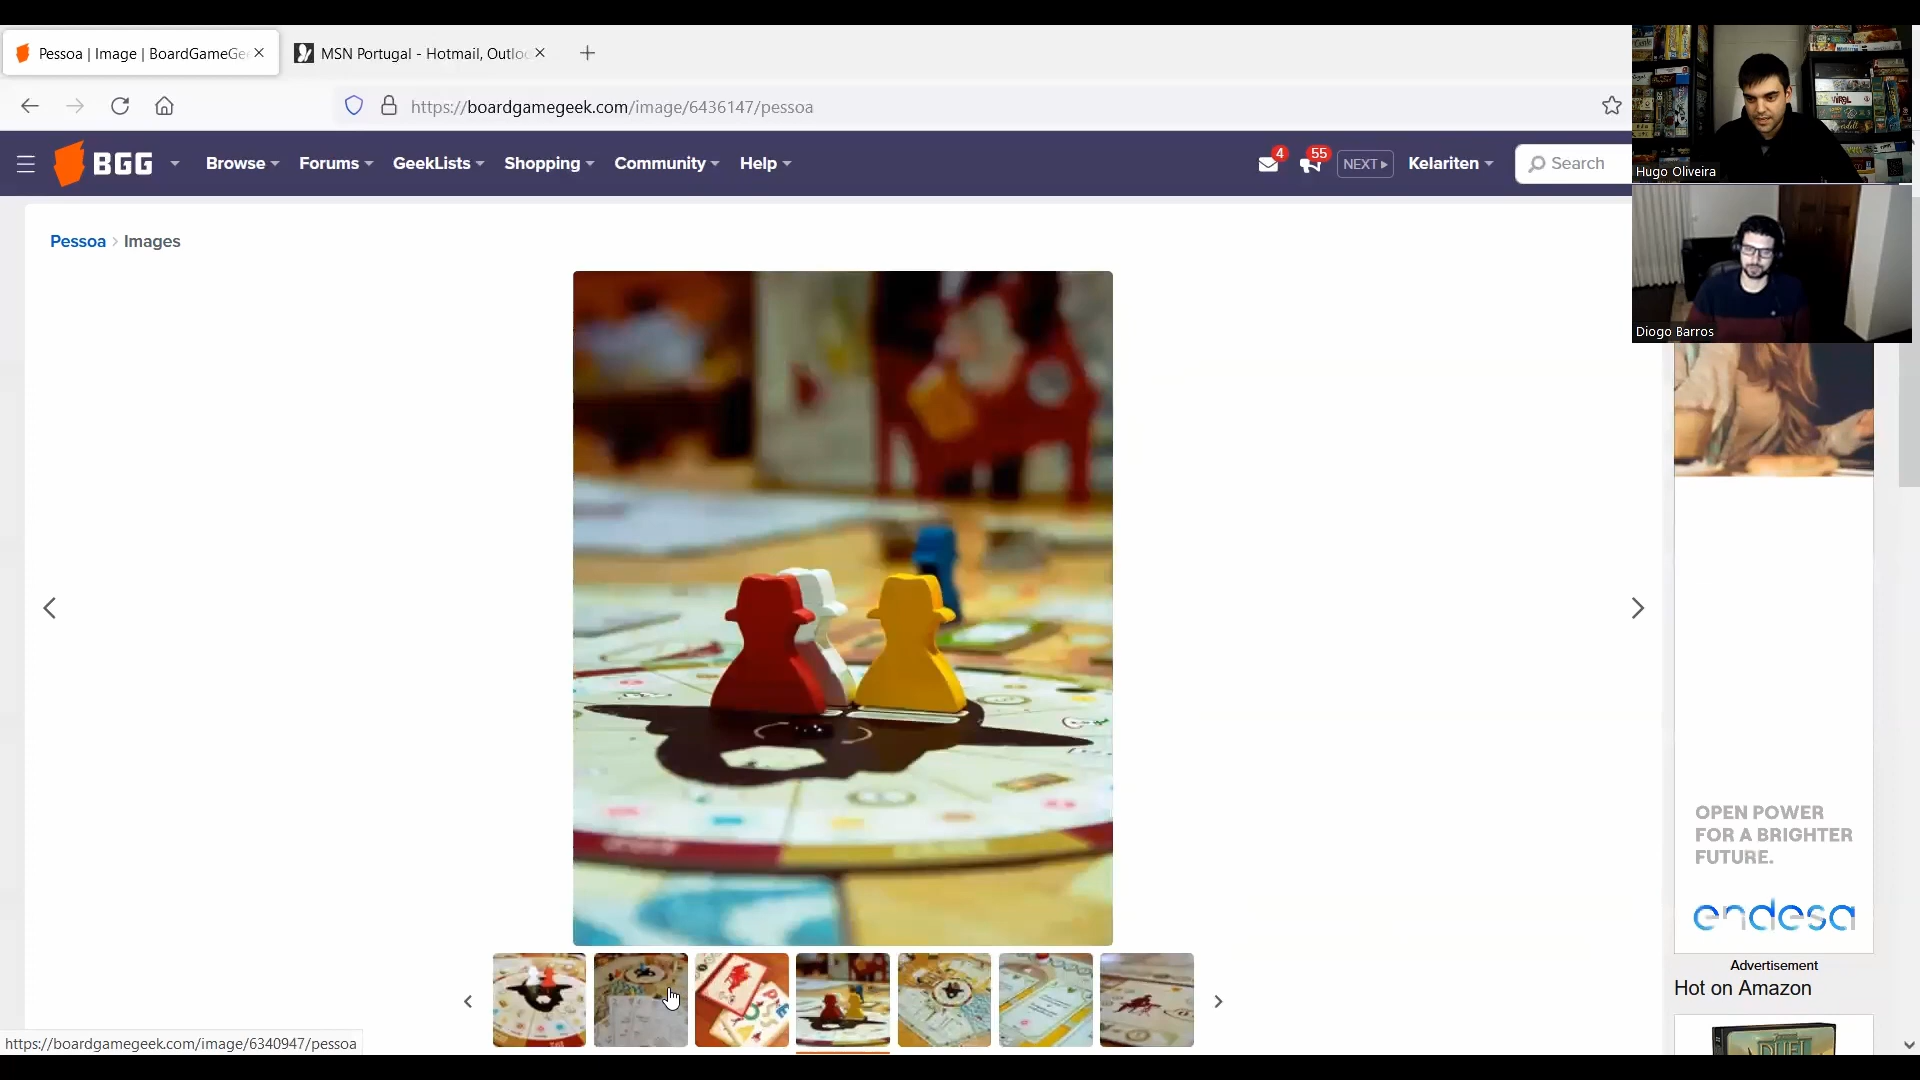 Pessoa | Image | BoardGameGe
MSN Portugal - Hotmail, Outlo
https://boardgamegeek.com/image/6436147/pessoa
BGG
Browse
Forums
GeekLists
Shopping
Community
Help
4
55
NEXT
Kelariten
Search
Hugo Oliveira
Diogo Barros
Pessoa
Images
OPEN POWER
FOR A BRIGHTER
FUTURE.
endesa
Advertisement
Hot on Amazon
DUEL
https://boardgamegeek.com/image/6340947/pessoa